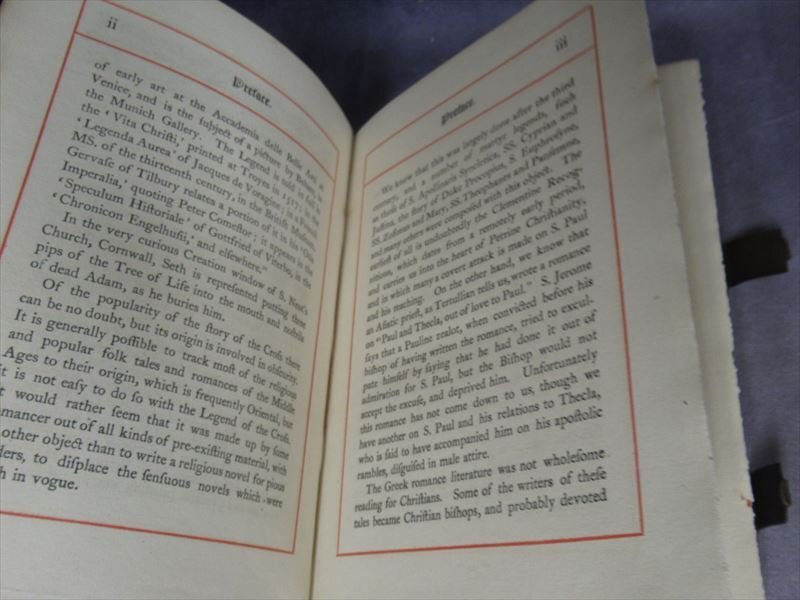 ii
Preface.
of early art at the Accademia delle Belle Arti at
Venice, and is the ſubject of a picture by Beham, in
the Munich Gallery. The Legend is told in full in
the ‘Vita Chriſti,’ printed at Troyes in 1517, in the
‘Legenda Aurea’ of Jacques de Voragine, in a French
MS. of the thirteenth century, in the Britiſh Muſeum.
Gervaſe of Tilbury relates a portion of it in his ‘Otia
Imperalia,’ quoting Peter Comeſtor; it appears in the
‘Speculum Hiſtoriale’ of Gottfried of Viterbo, in the
‘Chronicon Engelhuſii,’ and elſewhere.”
In the very curious Creation window of S. Neot’s
Church, Cornwall, Seth is repreſented putting three
pips of the Tree of Life into the mouth and noſtrils
of dead Adam, as he buries him.
Of the popularity of the ſtory of the Croſs there
can be no doubt, but its origin is involved in obſcurity.
It is generally poſſible to track moſt of the religious
and popular folk tales and romances of the Middle
Ages to their origin, which is frequently Oriental, but
it is not eaſy to do ſo with the Legend of the Croſs.
t would rather ſeem that it was made up by ſome
mancer out of all kinds of pre-exiſting material, with
other object than to write a religious novel for pious
ders, to diſplace the ſenſuous novels which were
h in vogue.
iii
Preface.
We know that this was largely done after the third
century, and a number of martyr legends, ſuch
as thoſe of S. Apollinaris Syncletica, SS. Cyprian and
Juſtina, the ſtory of Duke Procopius, S. Euphroſyne,
SS. Zoſimus and Mary, SS. Theophanes and Panſemne,
and many others were compoſed with this object. The
earlieſt of all is undoubtedly the Clementine Recog-
nitions, which dates from a remotely early period,
and carries us into the heart of Petrine Chriſtianity,
and in which many a covert attack is made on S. Paul
and his teaching. On the other hand, we know that
an Aſiatic prieſt, as Tertullian tells us, wrote a romance
on “Paul and Thecla, out of love to Paul.” S. Jerome
ſays that a Pauline zealot, when convicted before his
biſhop of having written the romance, tried to excul-
pate himſelf by ſaying that he had done it out of
admiration for S. Paul, but the Biſhop would not
accept the excuſe, and deprived him. Unfortunately
this romance has not come down to us, though we
have another on S. Paul and his relations to Thecla,
who is ſaid to have accompanied him on his apoſtolic
rambles, diſguiſed in male attire.
The Greek romance literature was not wholeſome
reading for Chriſtians. Some of the writers of theſe
tales became Chriſtian biſhops, and probably devoted